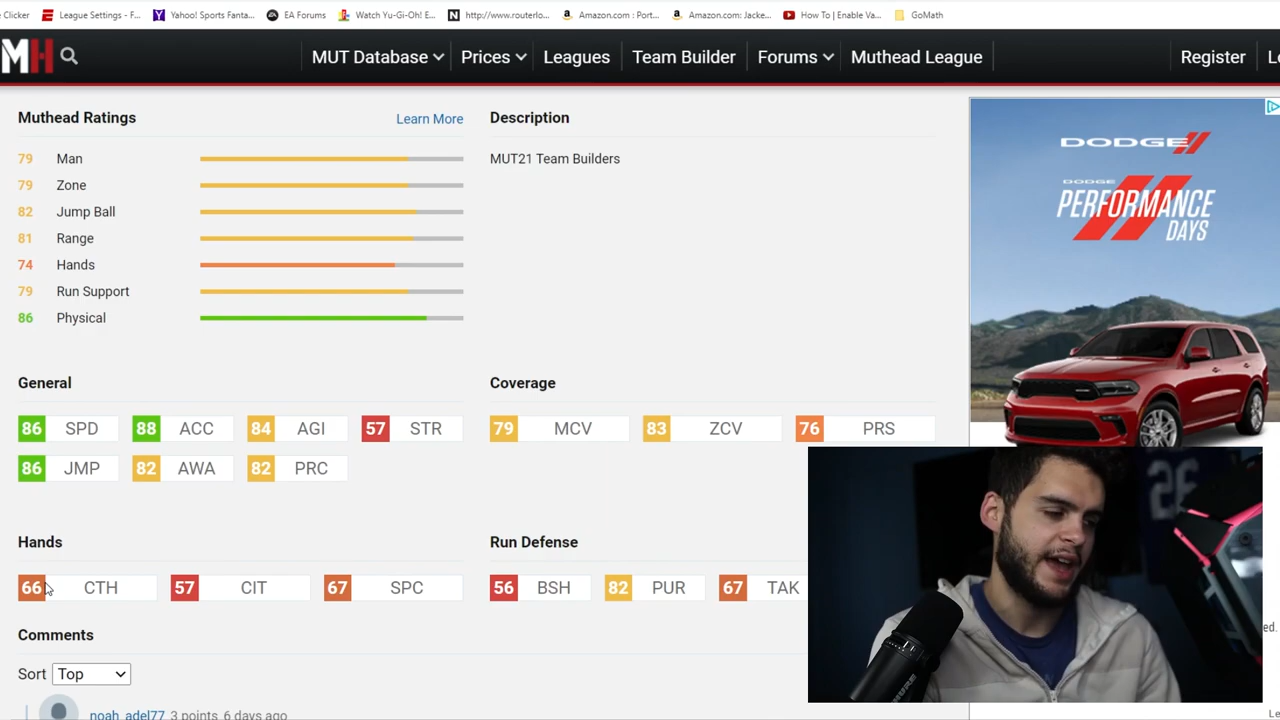 Clicker League Settings - F... Yahoo! Sports Fanta... EA Forums Watch Yu-Gi-Oh! E... http://www.routerlo... Amazon.com : Port... Amazon.com: Jacke... How To | Enable Va... GoMath
MH MUT Database Prices Leagues Team Builder Forums Muthead League Register
Muthead Ratings Learn More
79 Man
79 Zone
82 Jump Ball
81 Range
74 Hands
79 Run Support
86 Physical
Description
MUT21 Team Builders
General
86 SPD 88 ACC 84 AGI 57 STR
86 JMP 82 AWA 82 PRC
Coverage
79 MCV 83 ZCV 76 PRS
Hands
66 CTH 57 CIT 67 SPC
Run Defense
56 BSH 82 PUR 67 TAK
Comments
Sort Top
noah_adel77 3 points 6 days ago
DODGE
DODGE
PERFORMANCE
DAYS
26
SHURE
ed.
Le